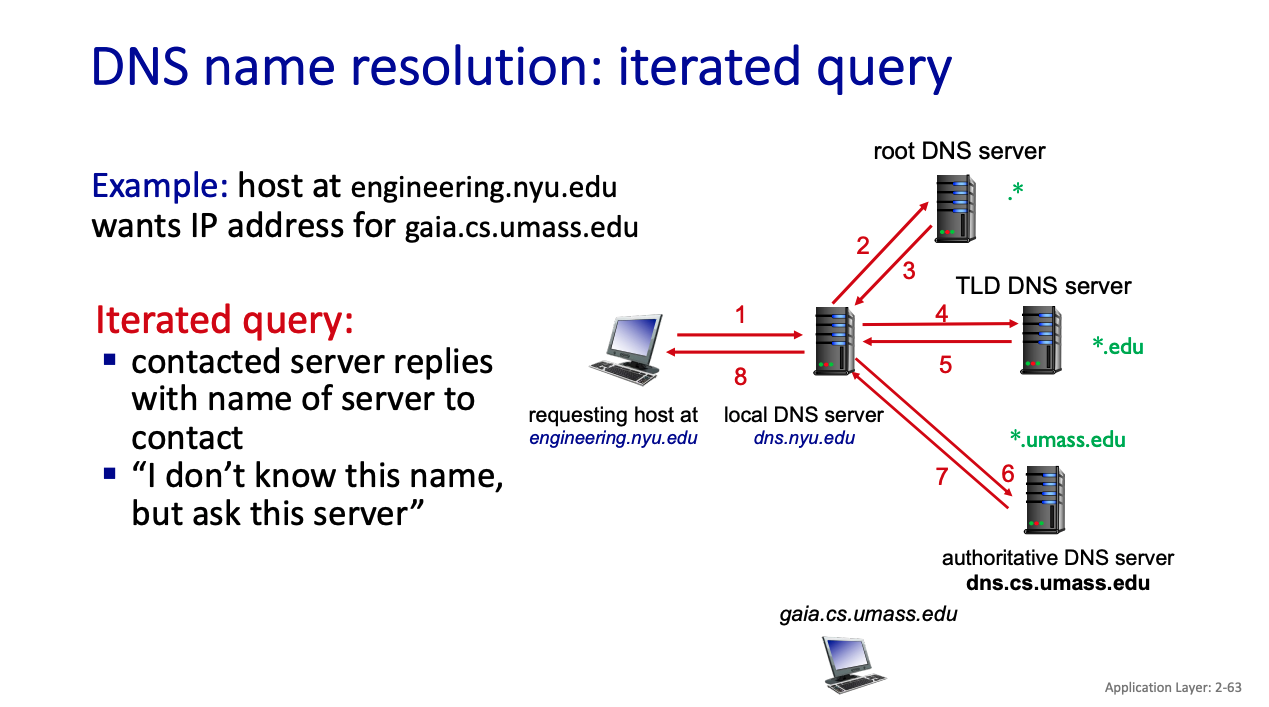 DNS name resolution: iterated query
Example: host at engineering.nyu.edu
wants IP address for gaia.cs.umass.edu
Iterated query:
▪ contacted server replies
with name of server to
contact
▪ “I don’t know this name,
but ask this server”
root DNS server
.*
2
3
TLD DNS server
1
4
*.edu
5
8
requesting host at
engineering.nyu.edu
local DNS server
dns.nyu.edu
*.umass.edu
7
6
authoritative DNS server
dns.cs.umass.edu
gaia.cs.umass.edu
Application Layer: 2-63